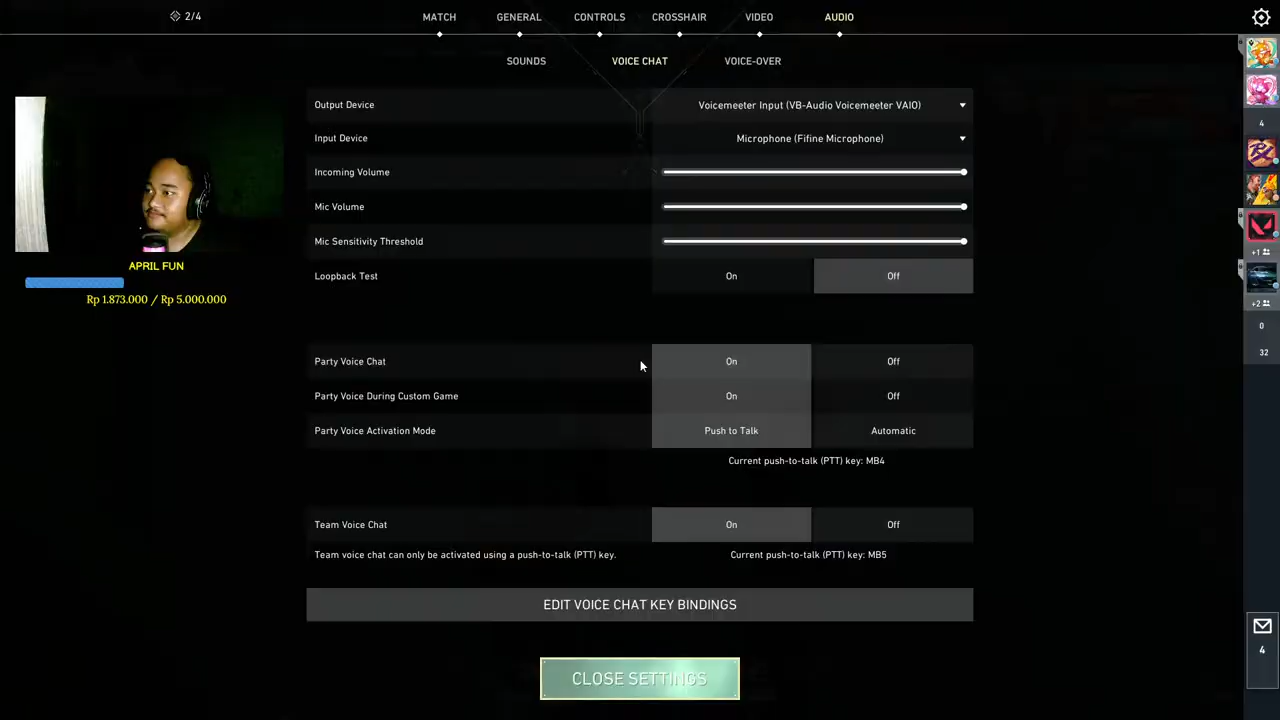 2/4
MATCH
GENERAL
CONTROLS
CROSSHAIR
VIDEO
AUDIO
SOUNDS
VOICE CHAT
VOICE-OVER
Output Device
Voicemeeter Input (VB-Audio Voicemeeter VAIO)
Input Device
Microphone (Fifine Microphone)
Incoming Volume
Mic Volume
Mic Sensitivity Threshold
Loopback Test
On
Off
APRIL FUN
Rp 1.873.000 / Rp 5.000.000
Party Voice Chat
On
Off
Party Voice During Custom Game
On
Off
Party Voice Activation Mode
Push to Talk
Automatic
Current push-to-talk (PTT) key: MB4
Team Voice Chat
On
Off
Team voice chat can only be activated using a push-to-talk (PTT) key.
Current push-to-talk (PTT) key: MB5
EDIT VOICE CHAT KEY BINDINGS
CLOSE SETTINGS
4
+1
+2
0
32
4